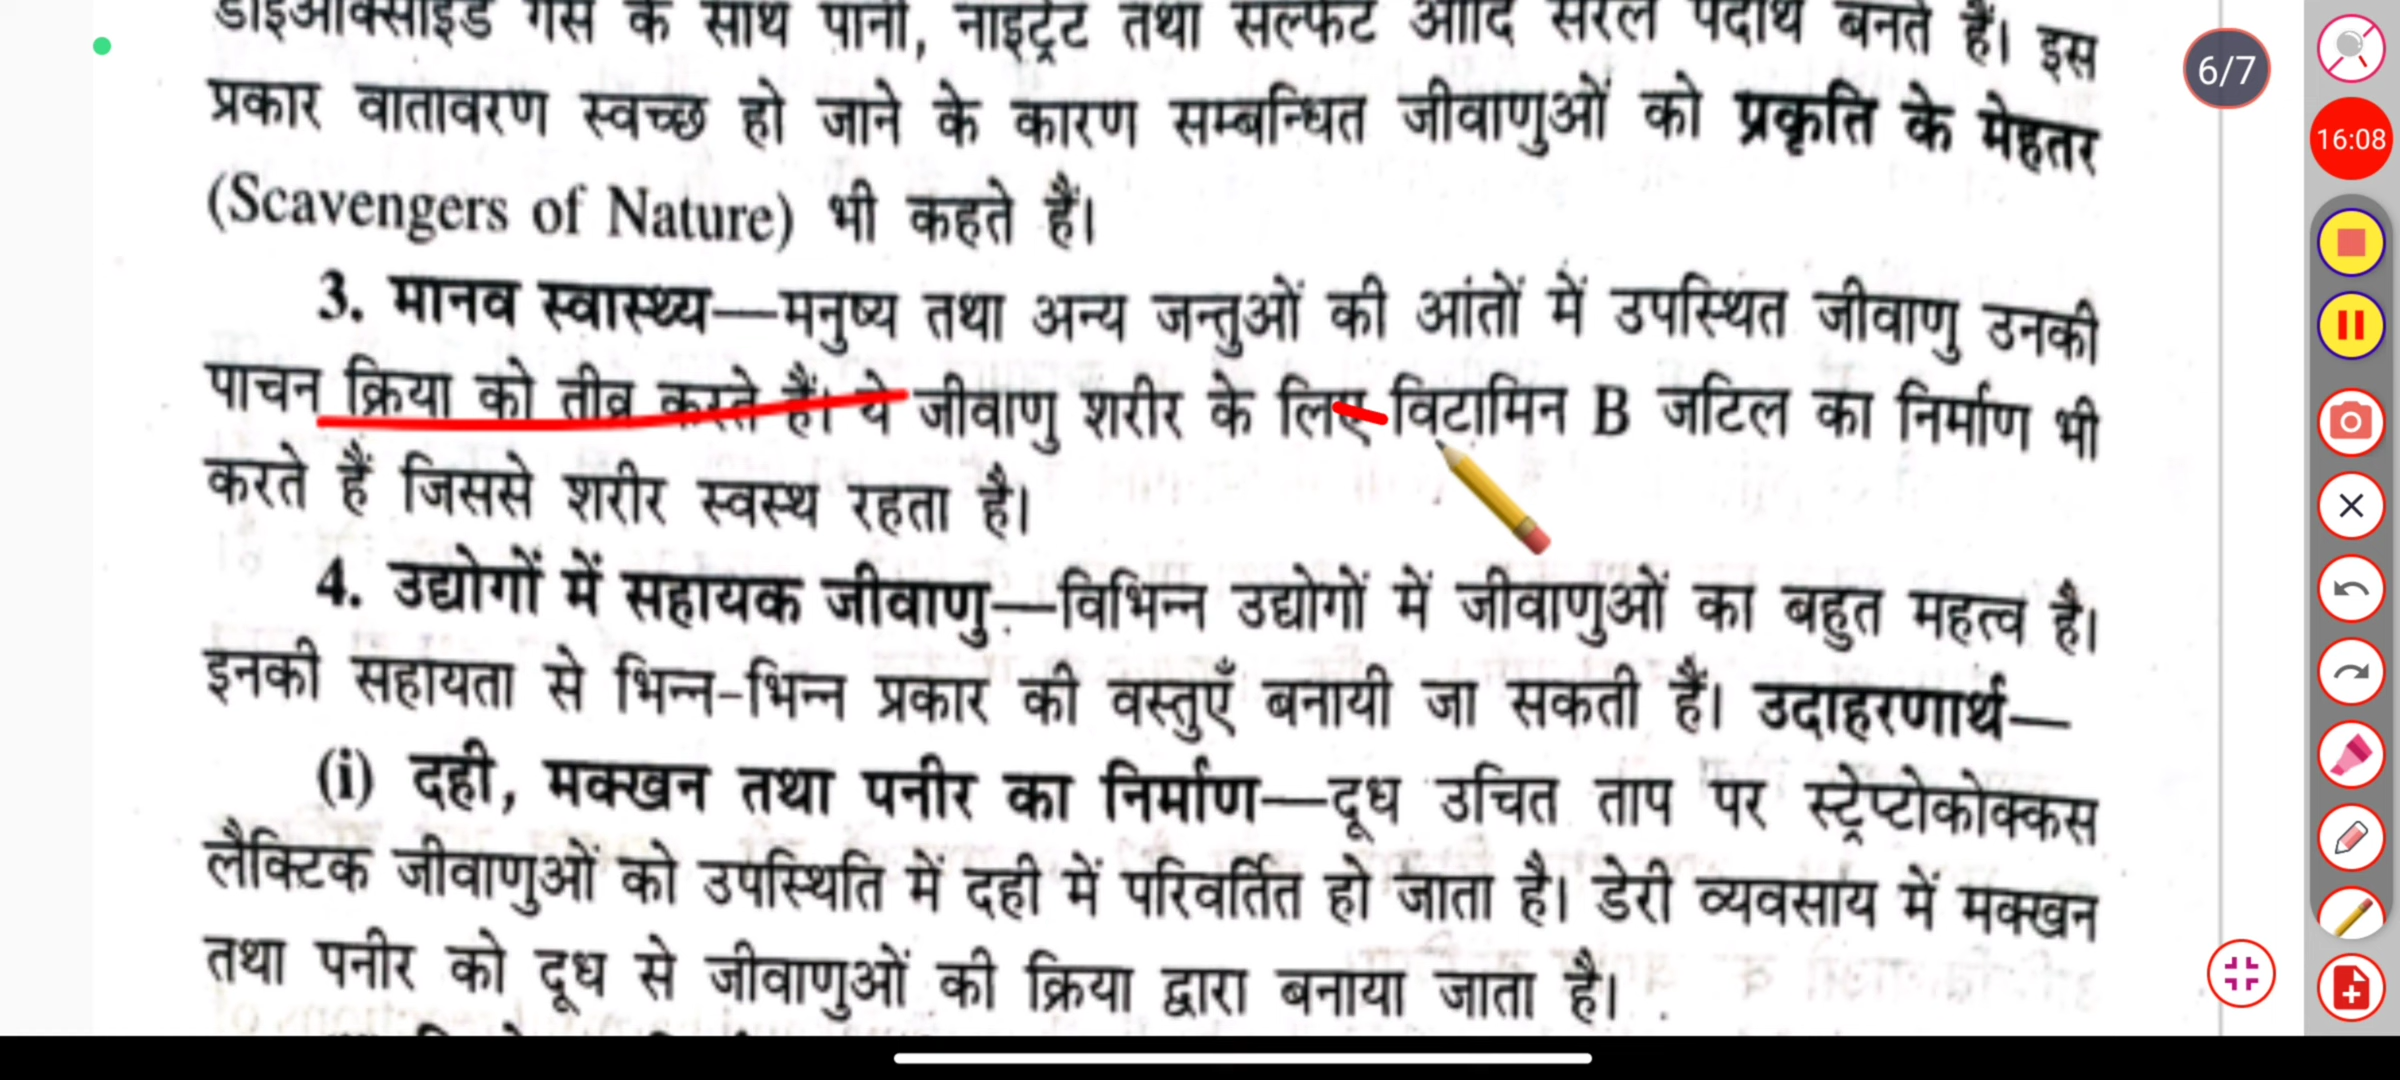 डाइऑक्साइड गैस के साथ पानी, नाइट्रेट तथा सल्फेट आदि सरल पदार्थ बनते हैं। इस
प्रकार वातावरण स्वच्छ हो जाने के कारण सम्बन्धित जीवाणुओं को प्रकृति के मेहतर
(Scavengers of Nature) भी कहते हैं।
3. मानव स्वास्थ्य—मनुष्य तथा अन्य जन्तुओं की आंतों में उपस्थित जीवाणु उनकी
पाचन क्रिया को तीव्र करते हैं। ये जीवाणु शरीर के लिए विटामिन B जटिल का निर्माण भी
करते हैं जिससे शरीर स्वस्थ रहता है।
4. उद्योगों में सहायक जीवाणु—विभिन्न उद्योगों में जीवाणुओं का बहुत महत्व है।
इनकी सहायता से भिन्न-भिन्न प्रकार की वस्तुएँ बनायी जा सकती हैं। उदाहरणार्थ—
(i) दही, मक्खन तथा पनीर का निर्माण—दूध उचित ताप पर स्ट्रेप्टोकोक्कस
लैक्टिक जीवाणुओं को उपस्थिति में दही में परिवर्तित हो जाता है। डेरी व्यवसाय में मक्खन
तथा पनीर को दूध से जीवाणुओं की क्रिया द्वारा बनाया जाता है।
6/7
16:08